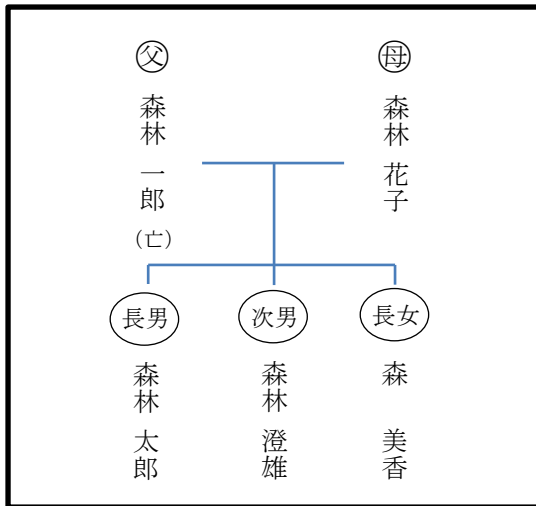 父
森林 一郎
(亡)
母
森林 花子
長男
森林 太郎
次男
森林 澄雄
長女
森 美香